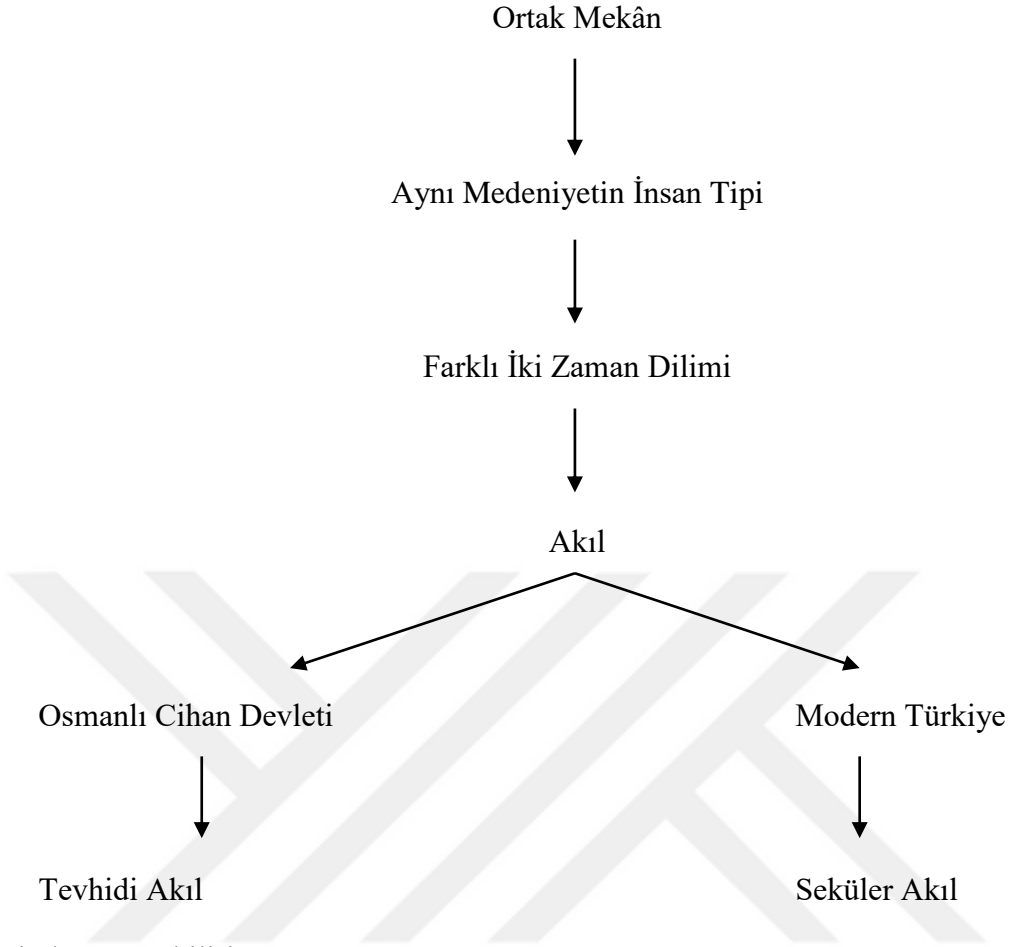 Ortak Mekân
Aynı Medeniyetin İnsan Tipi
Farklı İki Zaman Dilimi
Akıl
Osmanlı Cihan Devleti Modern Türkiye
Tevhidi Akıl Seküler Akıl